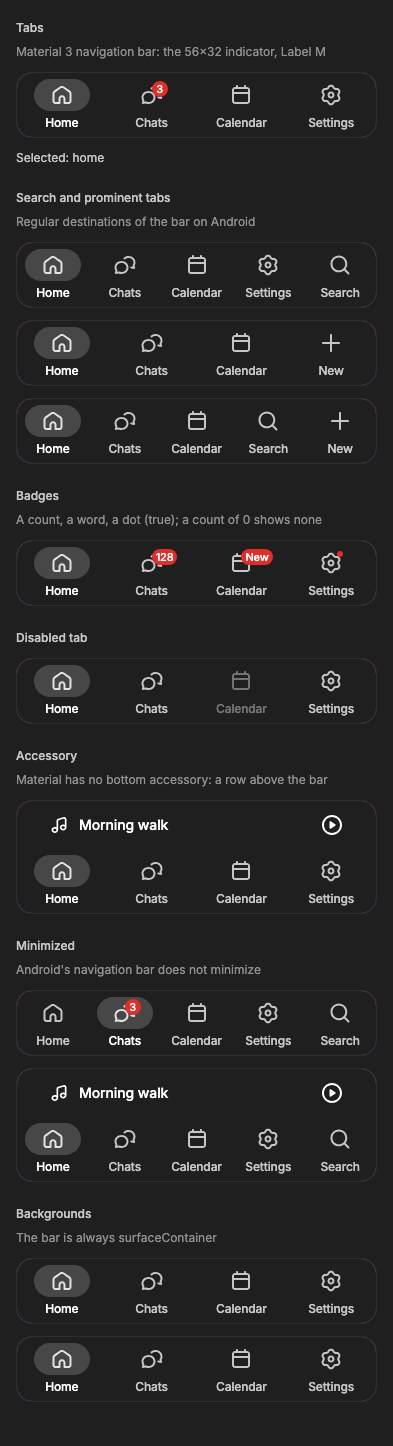 Tabs
Material 3 navigation bar: the 56×32 indicator, Label M
3
Home Chats Calendar Settings
Selected: home
Search and prominent tabs
Regular destinations of the bar on Android
Home Chats Calendar Settings Search
Home Chats Calendar New
Home Chats Calendar Search New
Badges
A count, a word, a dot (true); a count of 0 shows none
128 New
Home Chats Calendar Settings
Disabled tab
Home Chats Calendar Settings
Accessory
Material has no bottom accessory: a row above the bar
Morning walk
Home Chats Calendar Settings
Minimized
Android's navigation bar does not minimize
3
Home Chats Calendar Settings Search
Morning walk
Home Chats Calendar Settings Search
Backgrounds
The bar is always surfaceContainer
Home Chats Calendar Settings
Home Chats Calendar Settings